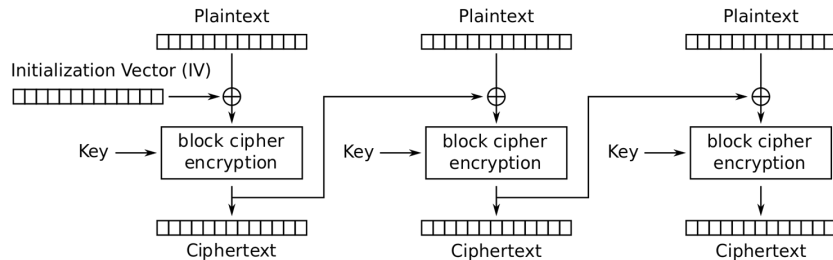 Plaintext
Plaintext
Plaintext
Initialization Vector (IV)
Key
block cipher
encryption
Key
block cipher
encryption
Key
block cipher
encryption
Ciphertext
Ciphertext
Ciphertext